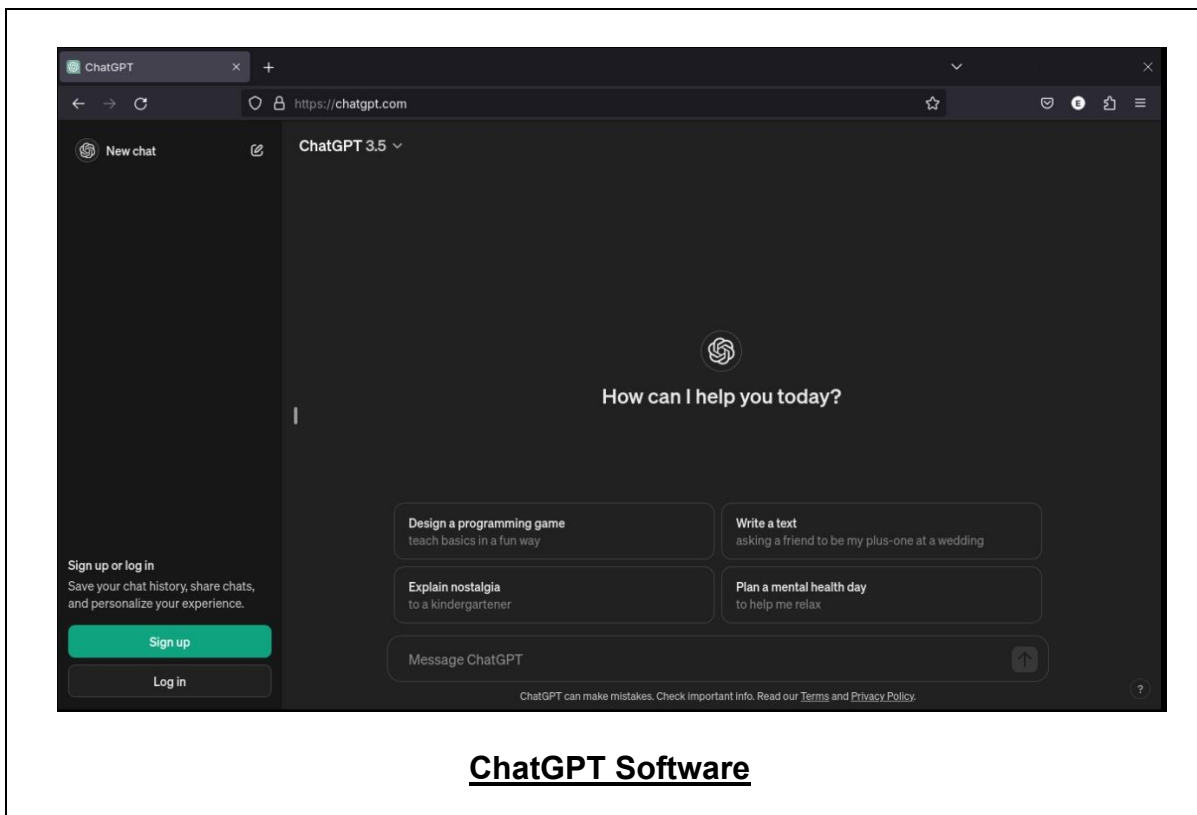 ChatGPT
https://chatgpt.com
E
New chat
ChatGPT 3.5
How can I help you today?
Design a programming game
teach basics in a fun way
Write a text
asking a friend to be my plus-one at a wedding
Explain nostalgia
to a kindergartener
Plan a mental health day
to help me relax
Sign up or log in
Save your chat history, share chats,
and personalize your experience.
Sign up
Log in
Message ChatGPT
ChatGPT can make mistakes. Check important info. Read our Terms and Privacy Policy.
?
ChatGPT Software